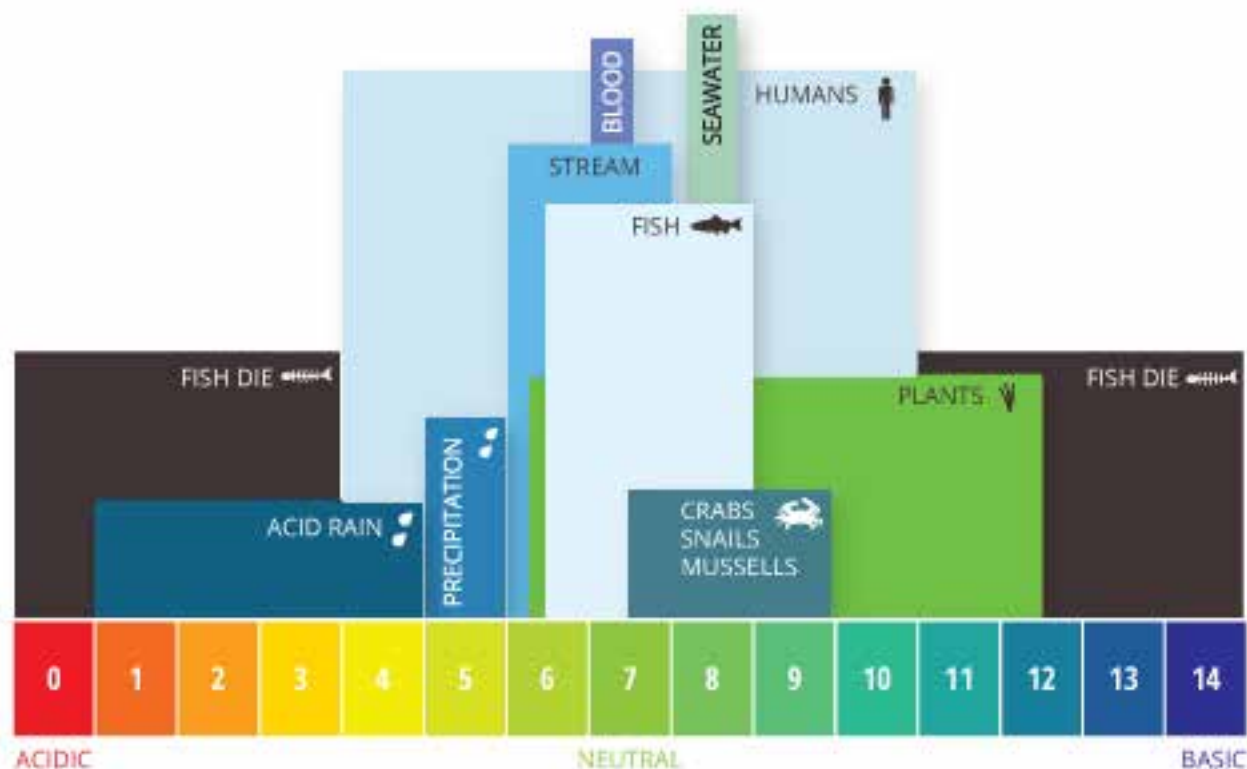 BLOOD
SEAWATER
HUMANS
STREAM
FISH
FISH DIE
PLANTS
FISH DIE
PRECIPITATION
ACID RAIN
CRABS
SNAILS
MUSSELLS
0 1 2 3 4 5 6 7 8 9 10 11 12 13 14
ACIDIC NEUTRAL BASIC